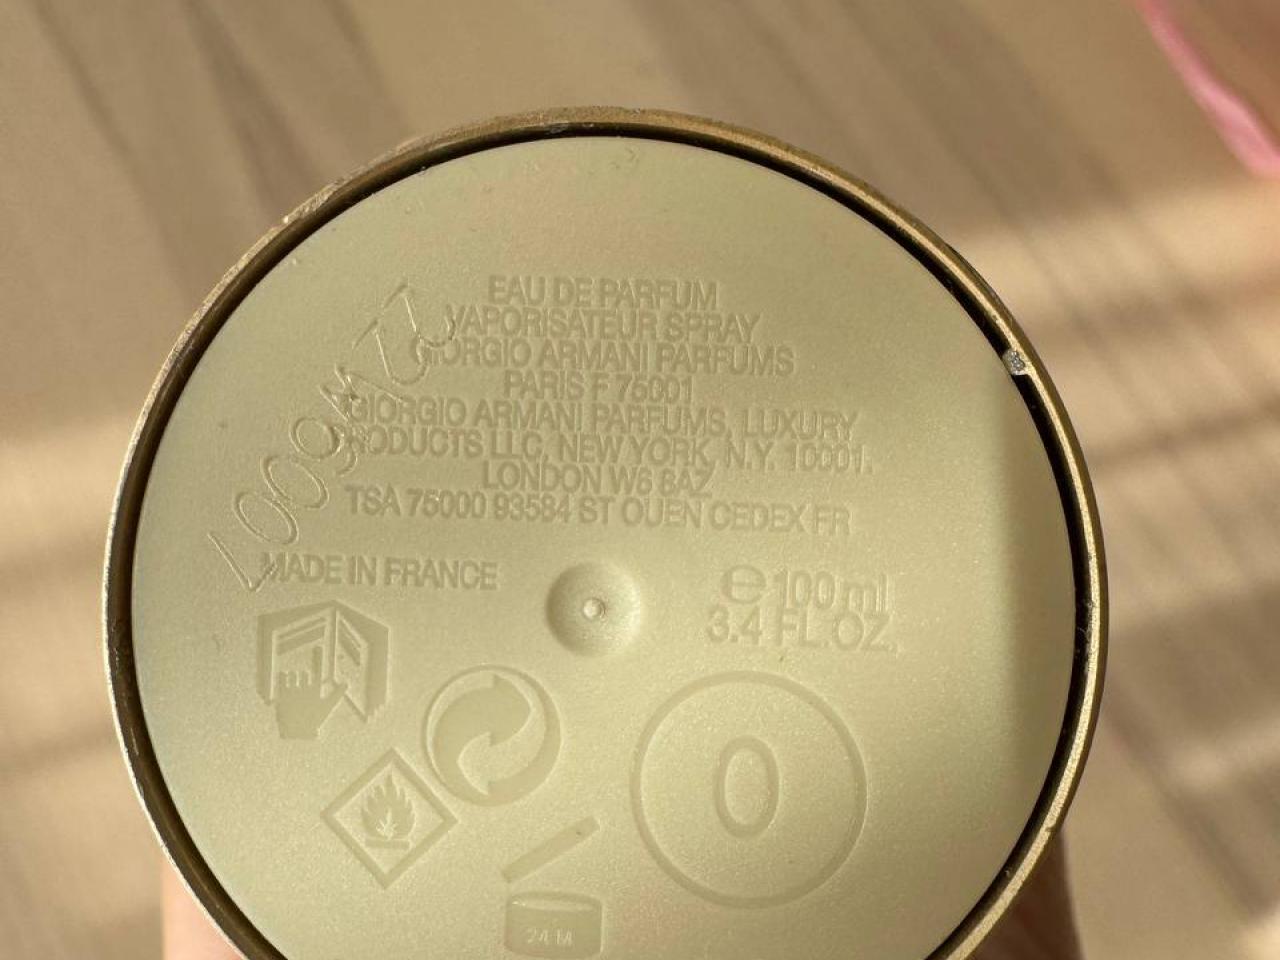 EAU DE PARFUM
VAPORISATEUR SPRAY
GIORGIO ARMANI PARFUMS
PARIS F 75001
GIORGIO ARMANI PARFUMS, LUXURY
PRODUCTS LLC, NEW YORK, N.Y. 10001.
LONDON W6 8AZ
TSA 75000 93584 ST OUEN CEDEX FR
MADE IN FRANCE
e 100 ml
3.4 FL.OZ.
0
24 M